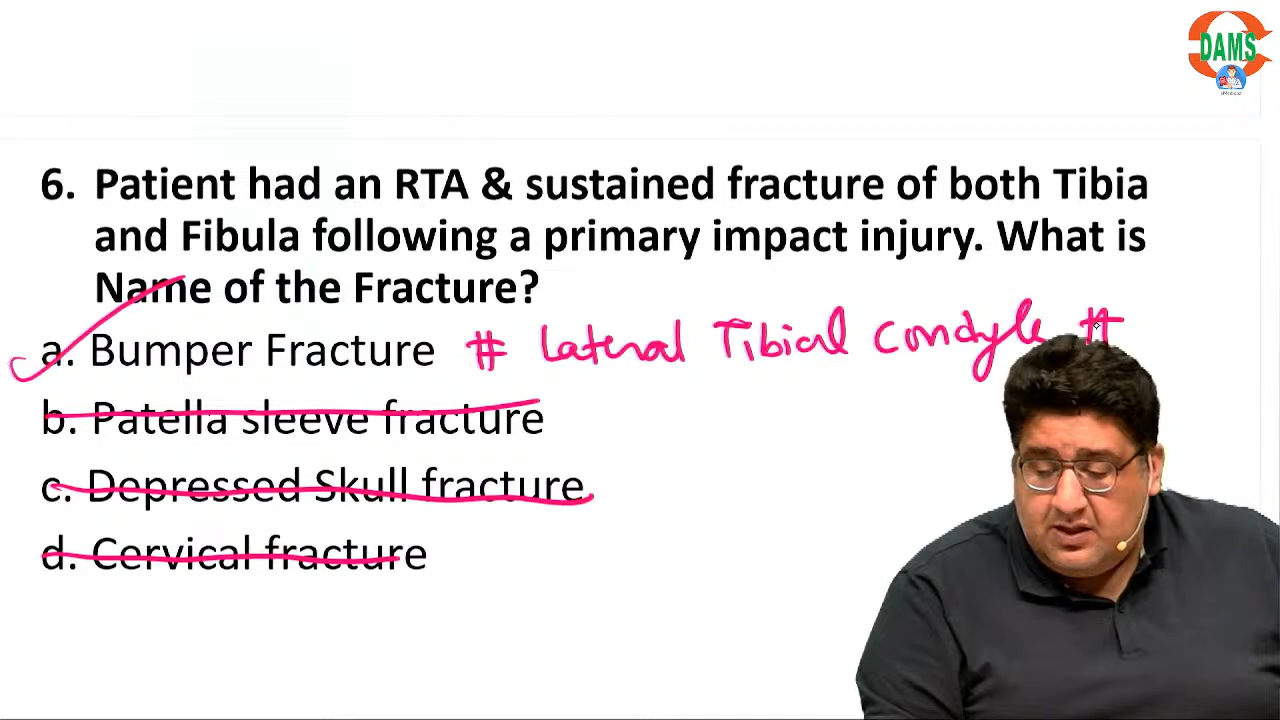 DAMS
eMedicoz
6. Patient had an RTA & sustained fracture of both Tibia
and Fibula following a primary impact injury. What is
Name of the Fracture?
a. Bumper Fracture # Lateral Tibial Condyle #
b. Patella sleeve fracture
c. Depressed Skull fracture
d. Cervical fracture